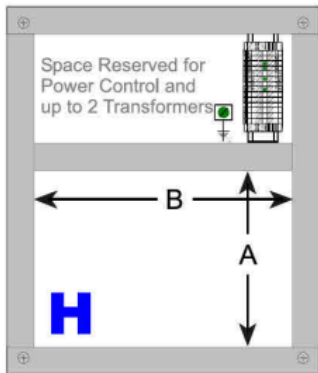 Space Reserved for
Power Control and
up to 2 Transformers
B
A
H